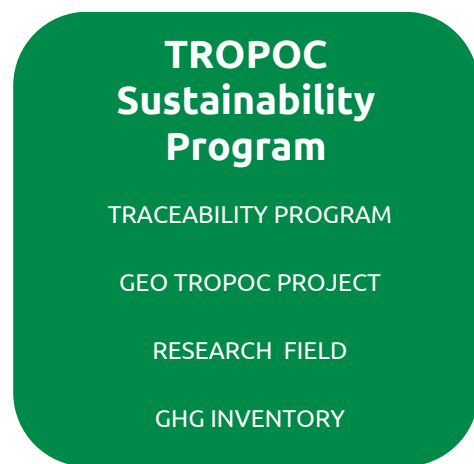 TROPOC
Sustainability
Program
TRACEABILITY PROGRAM
GEO TROPOC PROJECT
RESEARCH  FIELD
GHG INVENTORY